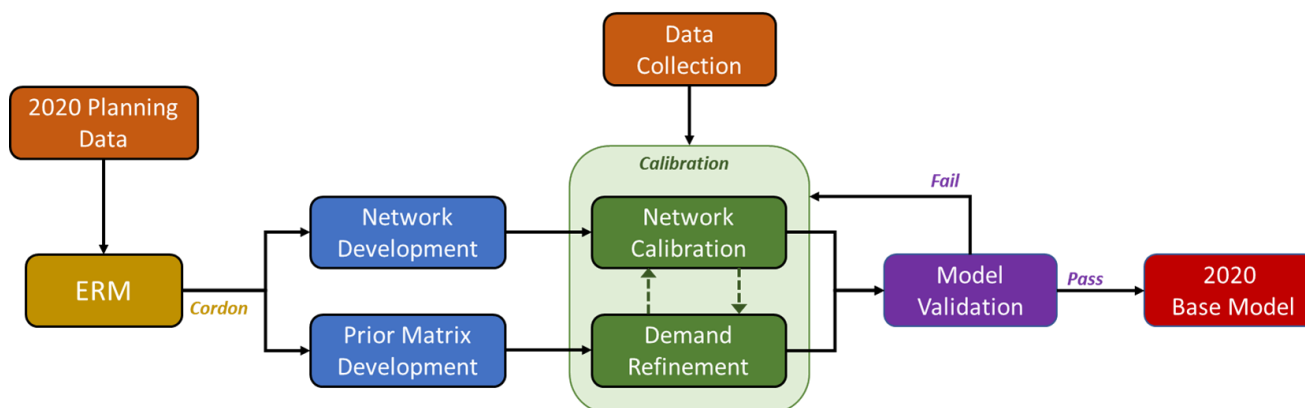 Data
Collection
2020 Planning
Data
Calibration
Fail
Network
Development
Network
Calibration
ERM
Cordon
Model
Validation
Pass
2020
Base Model
Prior Matrix
Development
Demand
Refinement